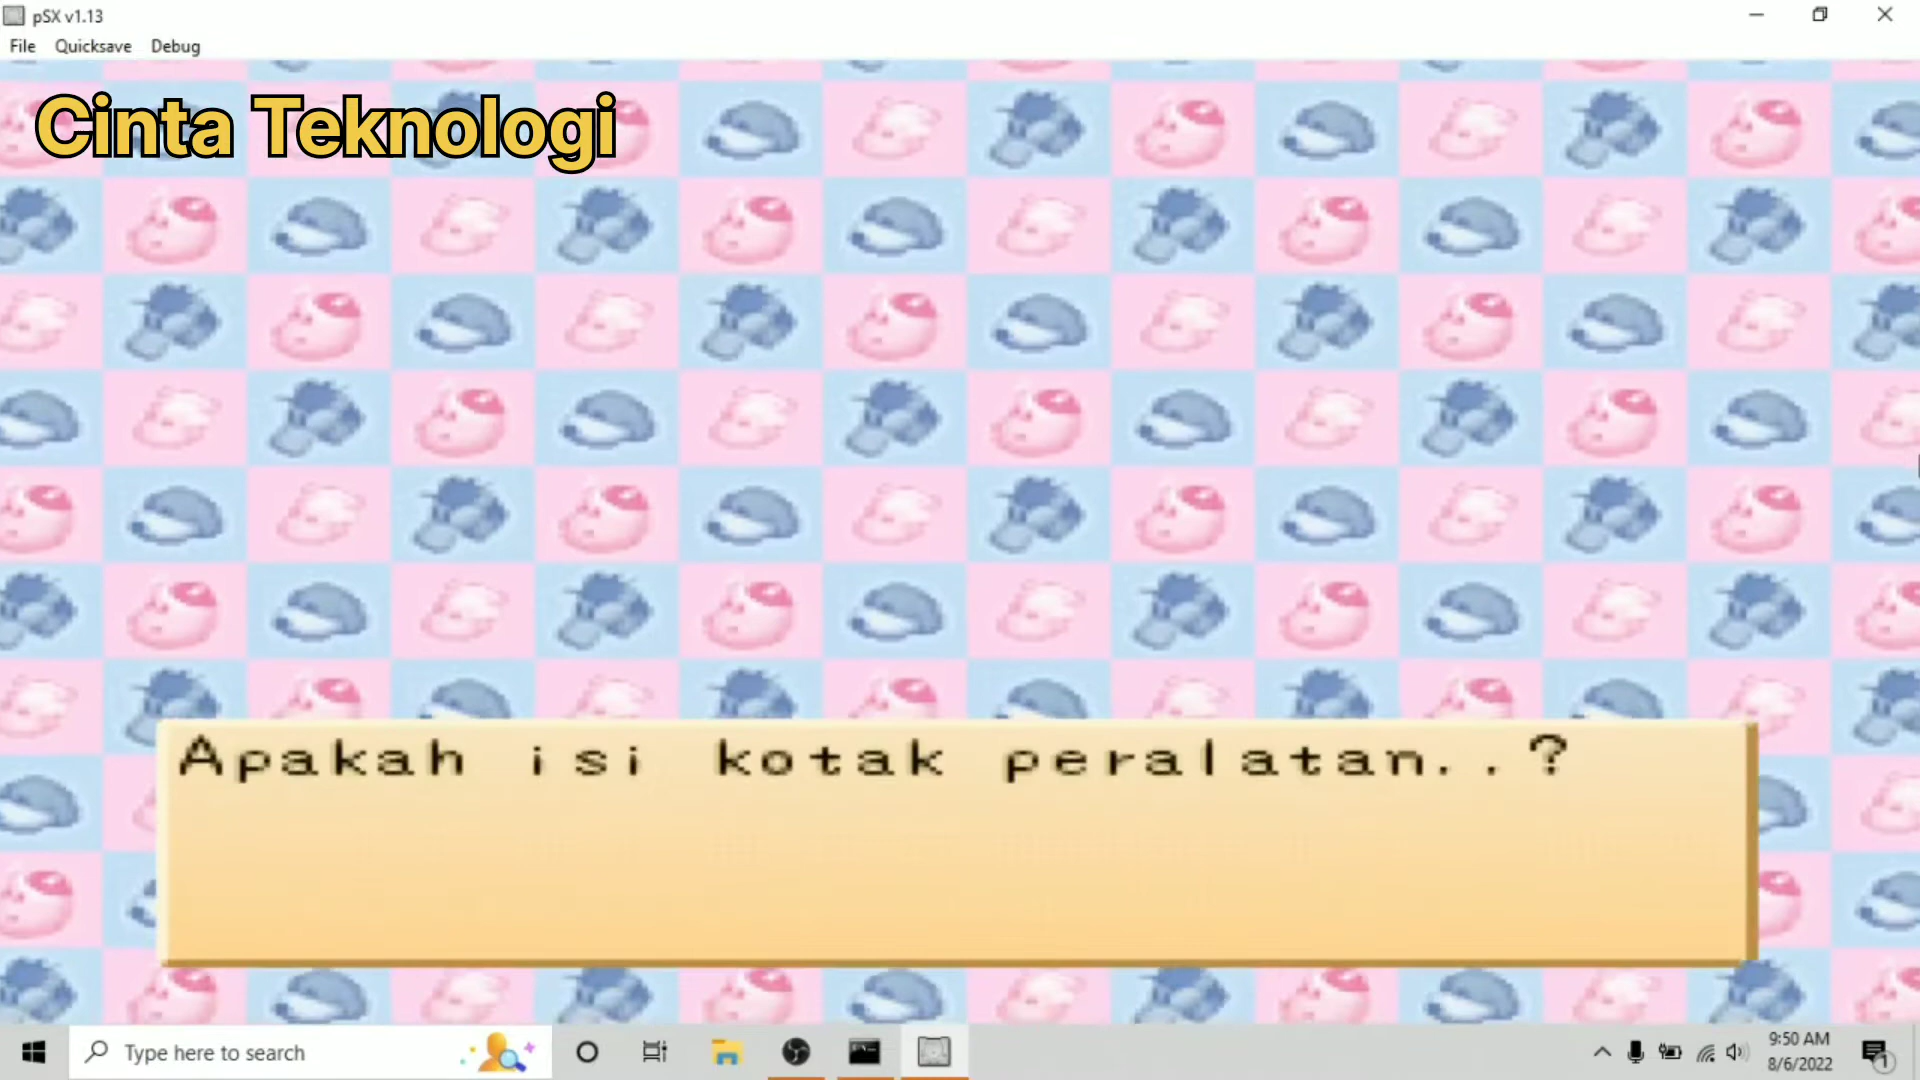 pSX v1.13
File Quicksave Debug
Cinta Teknologi
Apakah isi kotak peralatan..?
Type here to search
9:50 AM
8/6/2022
1